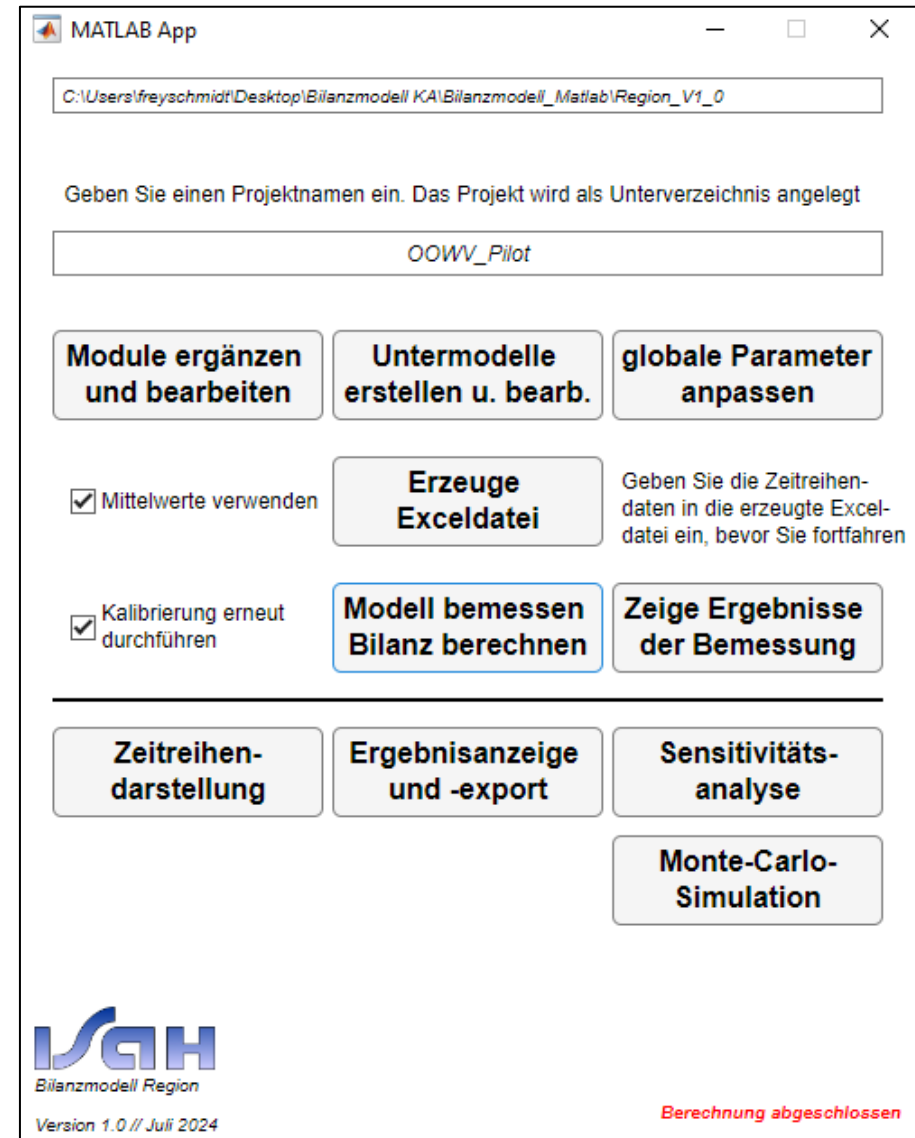 MATLAB App
C:\Users\freyschmidt\Desktop\Bilanzmodell KA\Bilanzmodell_Matlab\Region_V1_0
Geben Sie einen Projektnamen ein. Das Projekt wird als Unterverzeichnis angelegt
OOWV_Pilot
Module ergänzen
und bearbeiten
Untermodelle
erstellen u. bearb.
globale Parameter
anpassen
Mittelwerte verwenden
Erzeuge
Exceldatei
Geben Sie die Zeitreihen-
daten in die erzeugte Excel-
datei ein, bevor Sie fortfahren
Kalibrierung erneut
durchführen
Modell bemessen
Bilanz berechnen
Zeige Ergebnisse
der Bemessung
Zeitreihen-
darstellung
Ergebnisanzeige
und -export
Sensitivitäts-
analyse
Monte-Carlo-
Simulation
ISAH
Bilanzmodell Region
Version 1.0 // Juli 2024
Berechnung abgeschlossen